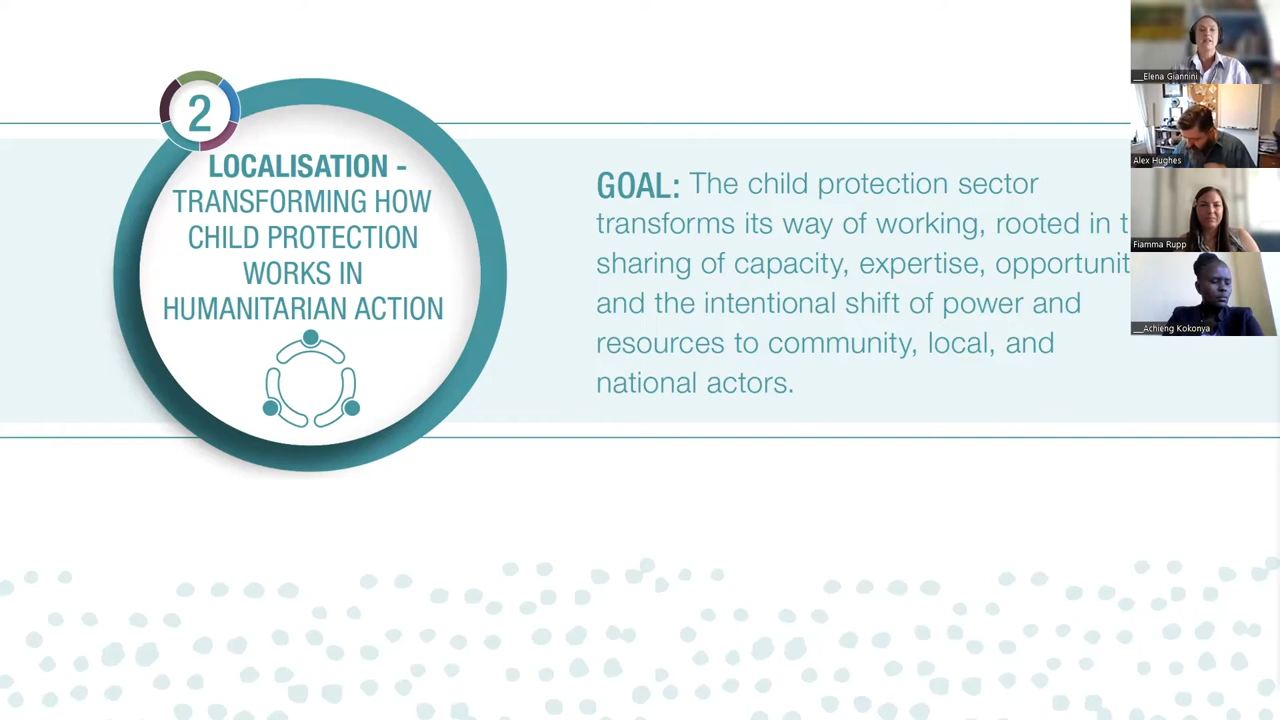 2
LOCALISATION -
TRANSFORMING HOW
CHILD PROTECTION
WORKS IN
HUMANITARIAN ACTION
GOAL: The child protection sector
transforms its way of working, rooted in
sharing of capacity, expertise,
and the intentional shift of power and
resources to community, local, and
national actors.
__Elena Giannini
Alex Hughes
Fiamma Rupp
__Achieng Kokonya